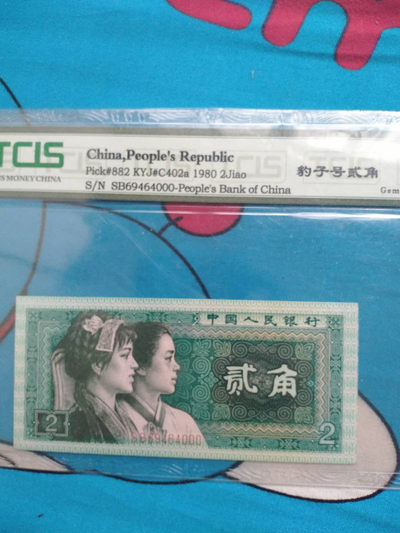 TCIS
China,People's Republic
Pick#882 KYJ#C402a 1980 2Jiao
豹子号贰角
S MONEY CHINA
S/N SB69464000-People's Bank of China
Gem
中国人民银行
贰角
SB69464000
2
2